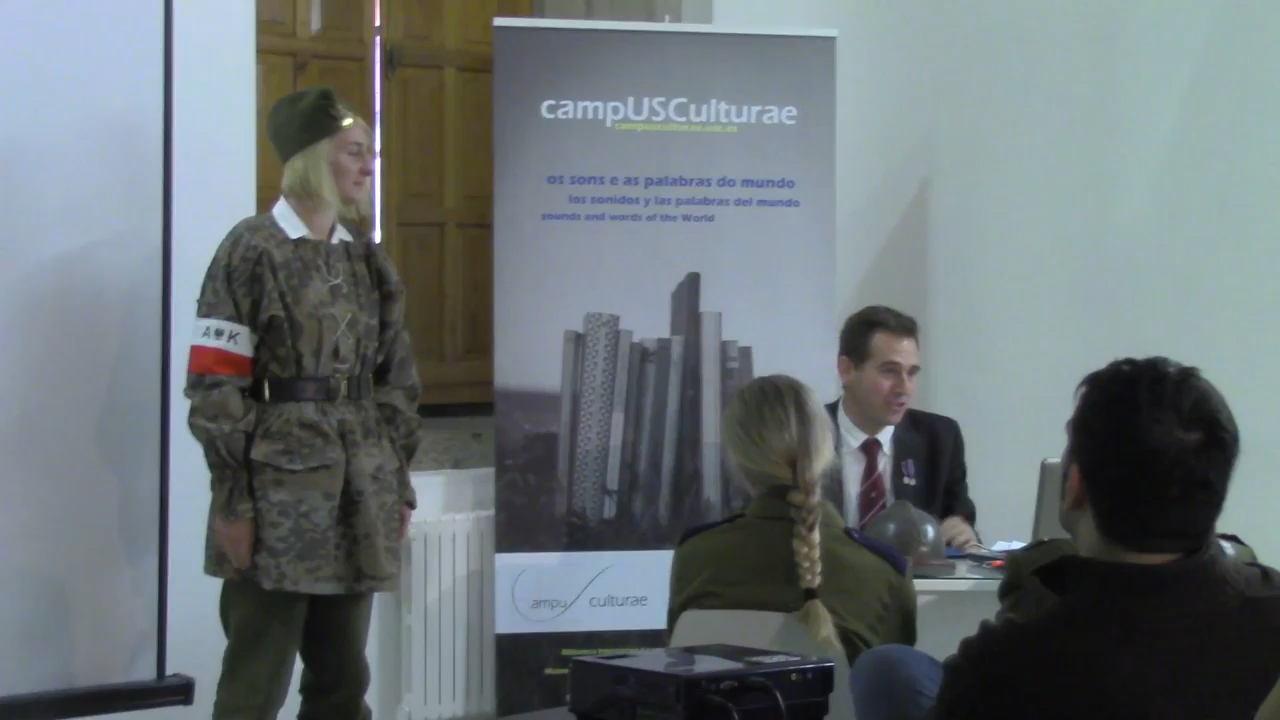 campUSCulturae
campusculturae.usc.es
os sons e as palabras do mundo
los sonidos y las palabras del mundo
sounds and words of the World
A K
campus culturae
Biblioteca